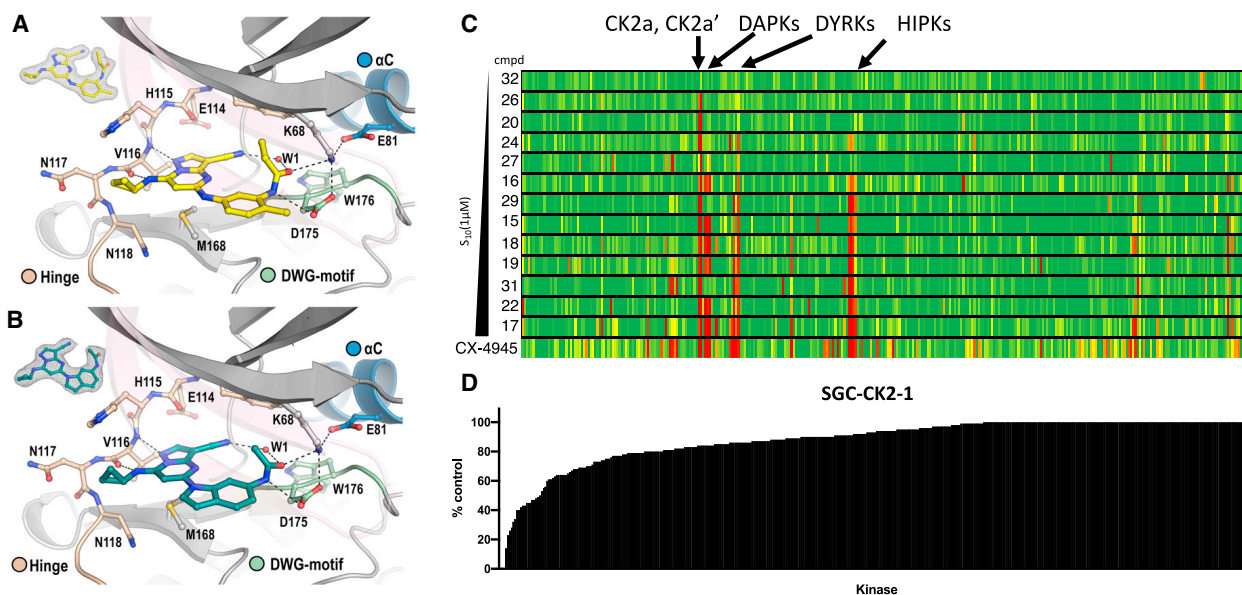 A
αC
H115
E114
K68
E81
N117
V116
W1
W176
D175
M168
N118
Hinge
DWG-motif
B
αC
H115
E114
K68
E81
N117
V116
W1
W176
D175
M168
N118
Hinge
DWG-motif
C
CK2a, CK2a’ DAPKs DYRKs HIPKs
cmpd
32
26
20
24
27
16
29
15
18
19
31
22
17
CX-4945
S10(1µM)
D
SGC-CK2-1
% control
100
80
60
40
20
0
Kinase